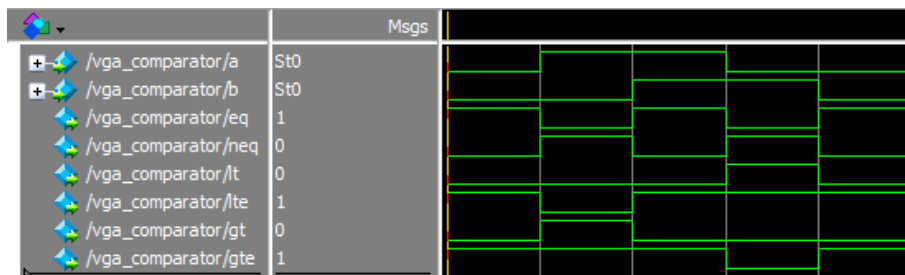 Msgs
/vga_comparator/a St0
/vga_comparator/b St0
/vga_comparator/eq 1
/vga_comparator/neq 0
/vga_comparator/lt 0
/vga_comparator/lte 1
/vga_comparator/gt 0
/vga_comparator/gte 1